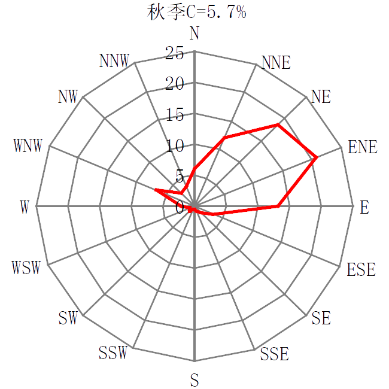 秋季C=5.7%
N
25
NNW
NNE
20
NW
NE
15
WNW
10
ENE
5
W
0
E
WSW
ESE
SW
SE
SSW
SSE
S